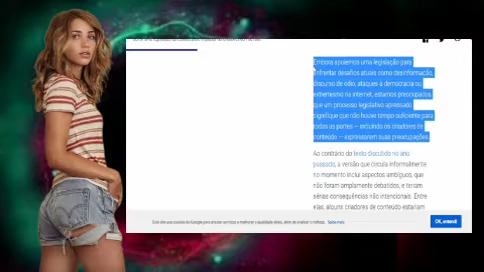 Embora apoiemos uma legislação para
enfrentar desafios atuais como desinformação,
discurso de ódio, ataques à democracia ou
extremismo na internet, estamos preocupados
que um processo legislativo apressado
signifique que não houve tempo suficiente para
todos os partes — incluindo os criadores de
conteúdo — expressarem suas preocupações.
Ao contrário do texto discutido no ano
passado, a versão que circula informalmente
no momento inclui aspectos ambíguos, que
não foram amplamente debatidos, e teriam
sérias consequências não intencionais. Entre
elas, alguns criadores de conteúdo estariam
Saiba mais
OK, entendi